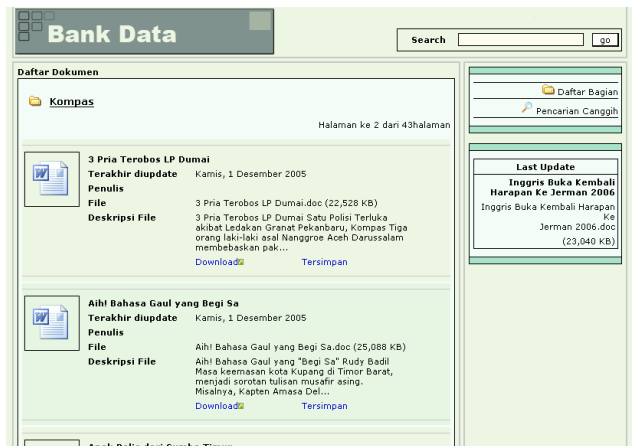 Bank Data
Search
go
Daftar Dokumen
Kompas
Halaman ke 2 dari 43halaman
3 Pria Terobos LP Dumai
Terakhir diupdate Kamis, 1 Desember 2005
Penulis
File 3 Pria Terobos LP Dumai.doc (22,528 KB)
Deskripsi File 3 Pria Terobos LP Dumai Satu Polisi Terluka
akibat Ledakan Granat Pekanbaru, Kompas Tiga
orang laki-laki asal Nanggroe Aceh Darussalam
membebaskan pak...
Download Tersimpan
Aih! Bahasa Gaul yang Begi Sa
Terakhir diupdate Kamis, 1 Desember 2005
Penulis
File Aih! Bahasa Gaul yang Begi Sa.doc (25,088 KB)
Deskripsi File Aih! Bahasa Gaul yang "Begi Sa" Rudy Badil
Masa keemasan kota Kupang di Timor Barat,
menjadi sorotan tulisan musafir asing.
Misalnya, Kapten Amasa Del...
Download Tersimpan
Daftar Bagian
Pencarian Canggih
Last Update
Inggris Buka Kembali
Harapan Ke Jerman 2006
Inggris Buka Kembali Harapan
Ke
Jerman 2006.doc
(23,040 KB)